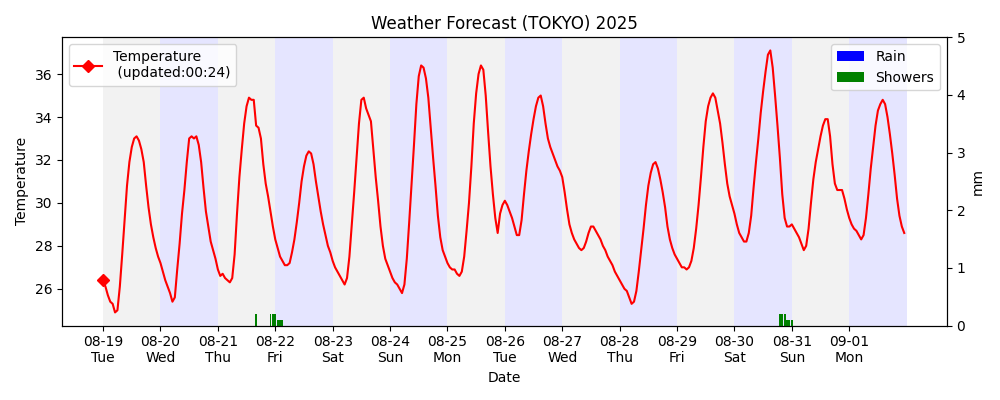 Weather Forecast (TOKYO) 2025
Temperature
(updated:00:24)
Rain
Showers
Temperature
36
34
32
30
28
26
5
4
3
2
1
0
mm
08-19 08-20 08-21 08-22 08-23 08-24 08-25 08-26 08-27 08-28 08-29 08-30 08-31 09-01
Tue Wed Thu Fri Sat Sun Mon Tue Wed Thu Fri Sat Sun Mon
Date